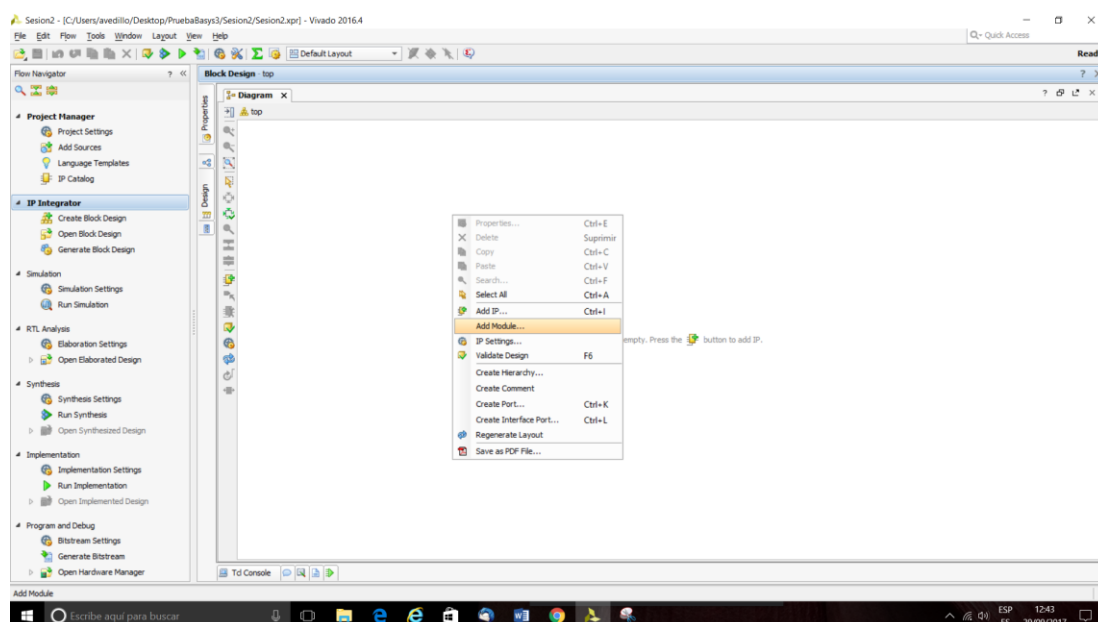 Sesion2 - [C:/Users/avedillo/Desktop/PruebaBasys3/Sesion2/Sesion2.xpr] - Vivado 2016.4
File Edit Flow Tools Window Layout View Help
Quick Access
Default Layout
Read
Flow Navigator
Block Design - top
Project Manager
Project Settings
Add Sources
Language Templates
IP Catalog
IP Integrator
Create Block Design
Open Block Design
Generate Block Design
Simulation
Simulation Settings
Run Simulation
RTL Analysis
Elaboration Settings
Open Elaborated Design
Synthesis
Synthesis Settings
Run Synthesis
Open Synthesized Design
Implementation
Implementation Settings
Run Implementation
Open Implemented Design
Program and Debug
Bitstream Settings
Generate Bitstream
Open Hardware Manager
Properties
Design
Diagram
top
Properties... Ctrl+E
Delete Suprimir
Copy Ctrl+C
Paste Ctrl+V
Search... Ctrl+F
Select All Ctrl+A
Add IP... Ctrl+I
Add Module...
IP Settings...
Validate Design F6
Create Hierarchy...
Create Comment
Create Port... Ctrl+K
Create Interface Port... Ctrl+L
Regenerate Layout
Save as PDF File...
empty. Press the button to add IP.
Tcl Console
Add Module
Escribe aquí para buscar
ESP 12:43
ES